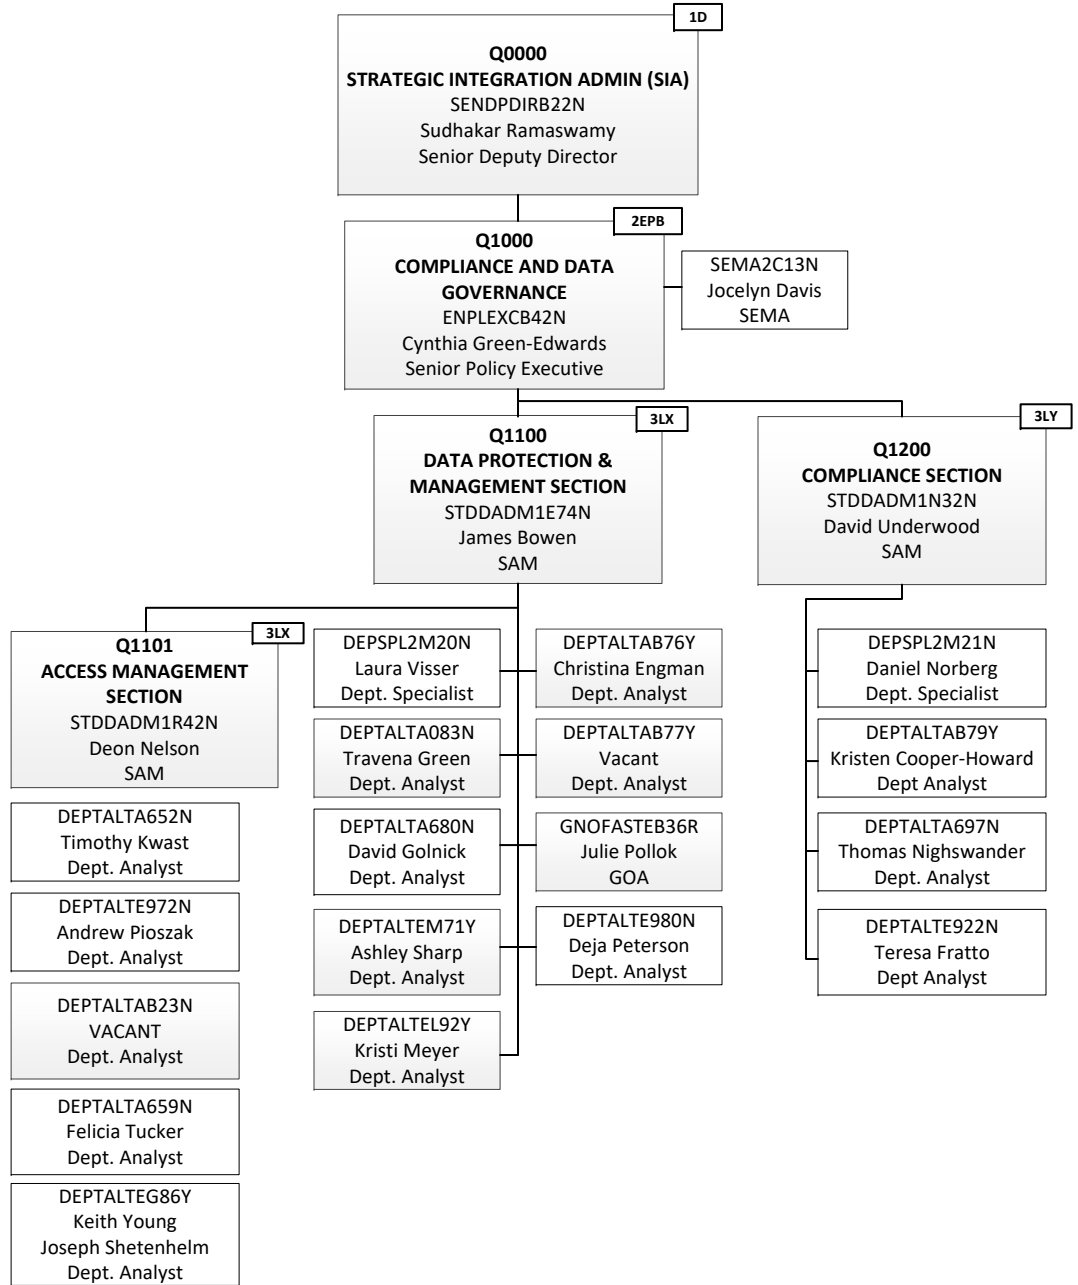 1D
Q0000
STRATEGIC INTEGRATION ADMIN (SIA)
SENDPDIRB22N
Sudhakar Ramaswamy
Senior Deputy Director
2EPB
Q1000
COMPLIANCE AND DATA
GOVERNANCE
ENPLEXCB42N
Cynthia Green-Edwards
Senior Policy Executive
SEMA2C13N
Jocelyn Davis
SEMA
3LX
Q1100
DATA PROTECTION &
MANAGEMENT SECTION
STDDADM1E74N
James Bowen
SAM
3LY
Q1200
COMPLIANCE SECTION
STDDADM1N32N
David Underwood
SAM
3LX
Q1101
ACCESS MANAGEMENT
SECTION
STDDADM1R42N
Deon Nelson
SAM
DEPTALTA652N
Timothy Kwast
Dept. Analyst
DEPTALTE972N
Andrew Pioszak
Dept. Analyst
DEPTALTAB23N
VACANT
Dept. Analyst
DEPTALTA659N
Felicia Tucker
Dept. Analyst
DEPTALTEG86Y
Keith Young
Joseph Shetenhelm
Dept. Analyst
DEPSPL2M20N
Laura Visser
Dept. Specialist
DEPTALTAB76Y
Christina Engman
Dept. Analyst
DEPTALTA083N
Travena Green
Dept. Analyst
DEPTALTAB77Y
Vacant
Dept. Analyst
DEPTALTA680N
David Golnick
Dept. Analyst
GNOFASTEB36R
Julie Pollok
GOA
DEPTALTEM71Y
Ashley Sharp
Dept. Analyst
DEPTALTE980N
Deja Peterson
Dept. Analyst
DEPTALTEL92Y
Kristi Meyer
Dept. Analyst
DEPSPL2M21N
Daniel Norberg
Dept. Specialist
DEPTALTAB79Y
Kristen Cooper-Howard
Dept Analyst
DEPTALTA697N
Thomas Nighswander
Dept. Analyst
DEPTALTE922N
Teresa Fratto
Dept Analyst